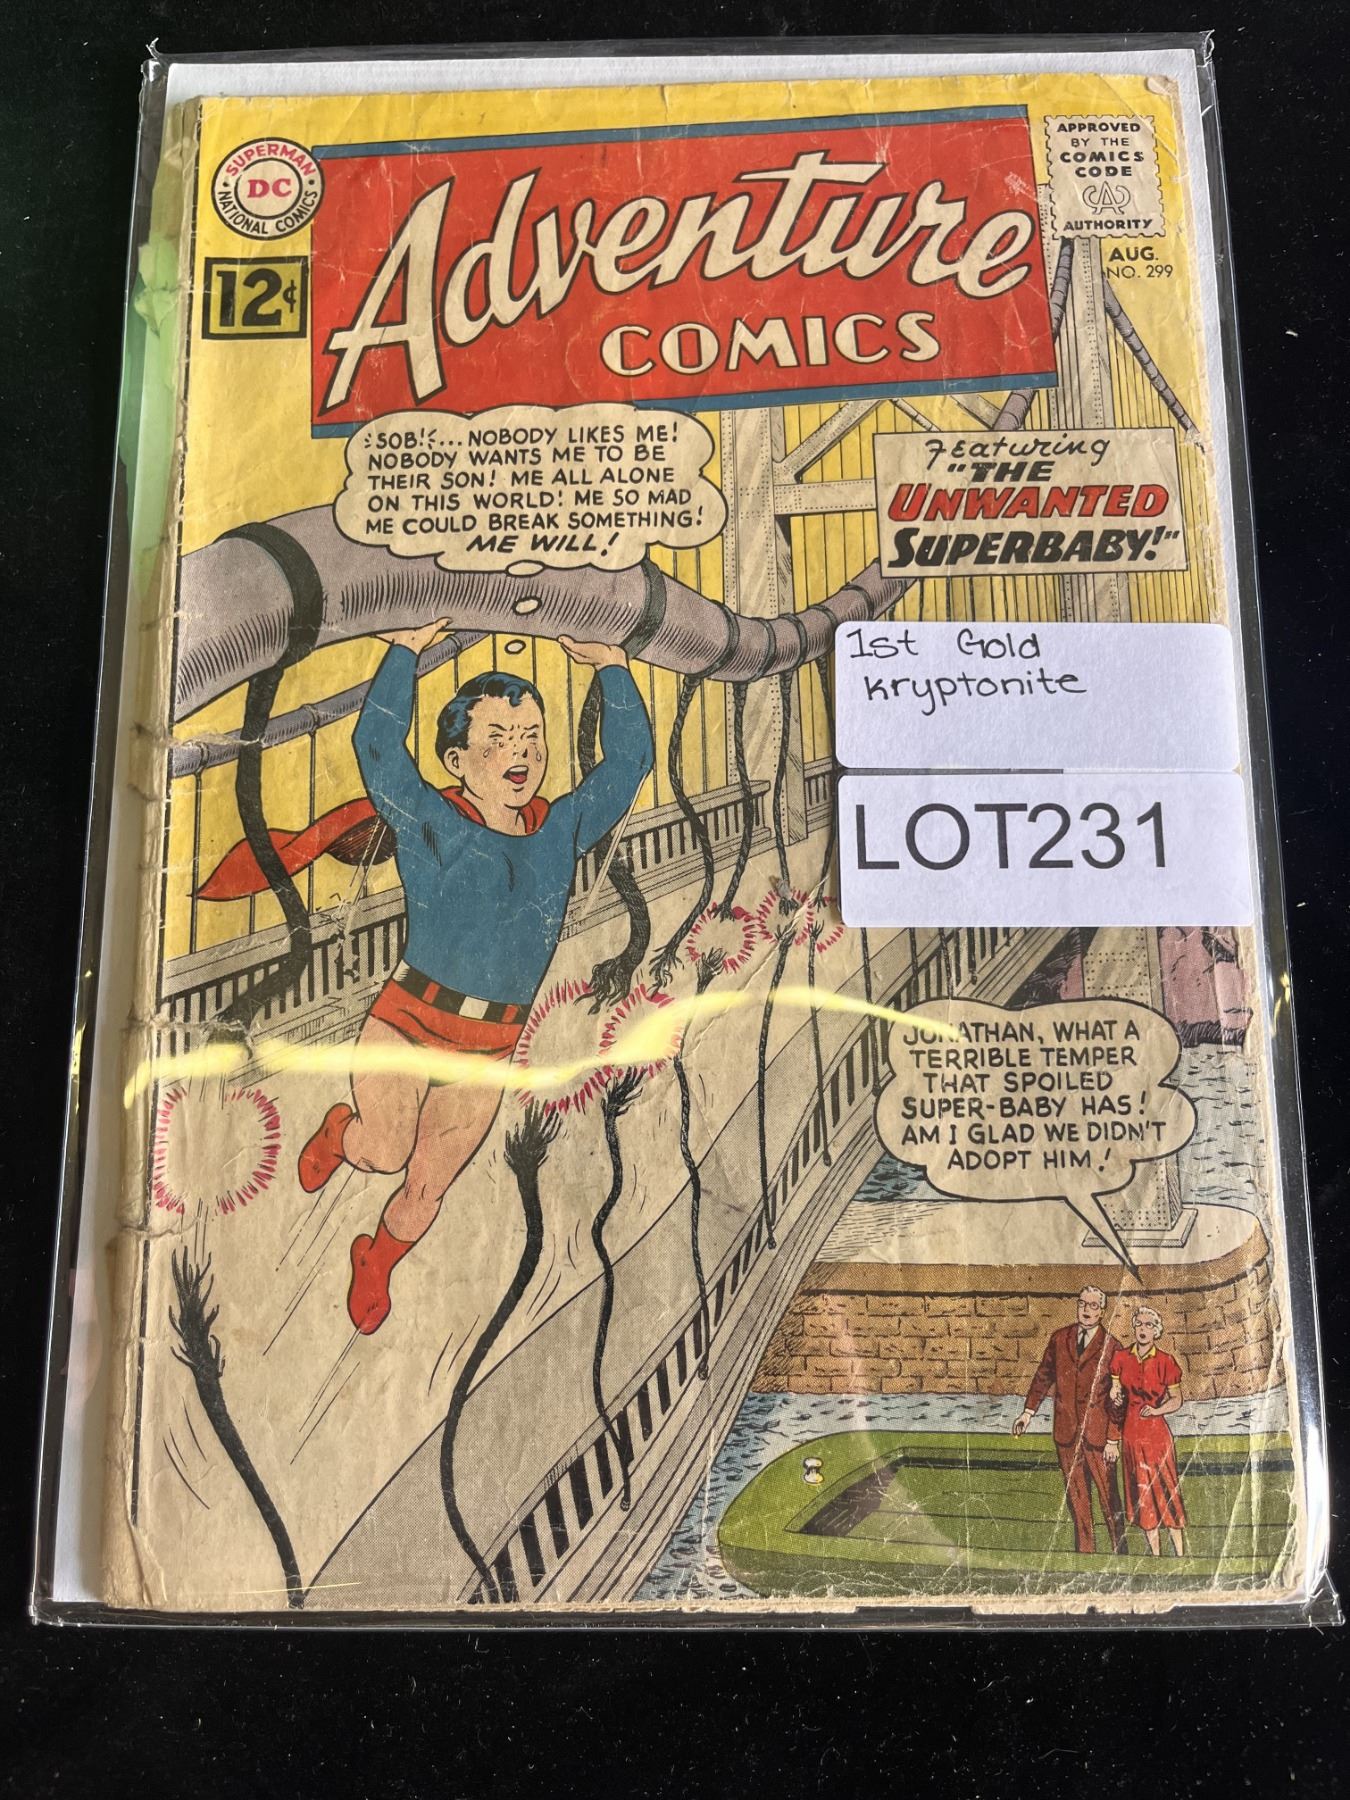 SUPERMAN
DC
NATIONAL COMICS
12¢
Adventure
COMICS
APPROVED
BY THE
COMICS
CODE
CA
AUTHORITY
AUG.
NO. 299
:SOB!:...NOBODY LIKES ME!
NOBODY WANTS ME TO BE
THEIR SON! ME ALL ALONE
ON THIS WORLD! ME SO MAD
ME COULD BREAK SOMETHING!
ME WILL!
Featuring
"THE
UNWANTED
SUPERBABY!"
1st Gold
Kryptonite
LOT231
JONATHAN, WHAT A
TERRIBLE TEMPER
THAT SPOILED
SUPER-BABY HAS!
AM I GLAD WE DIDN'T
ADOPT HIM!